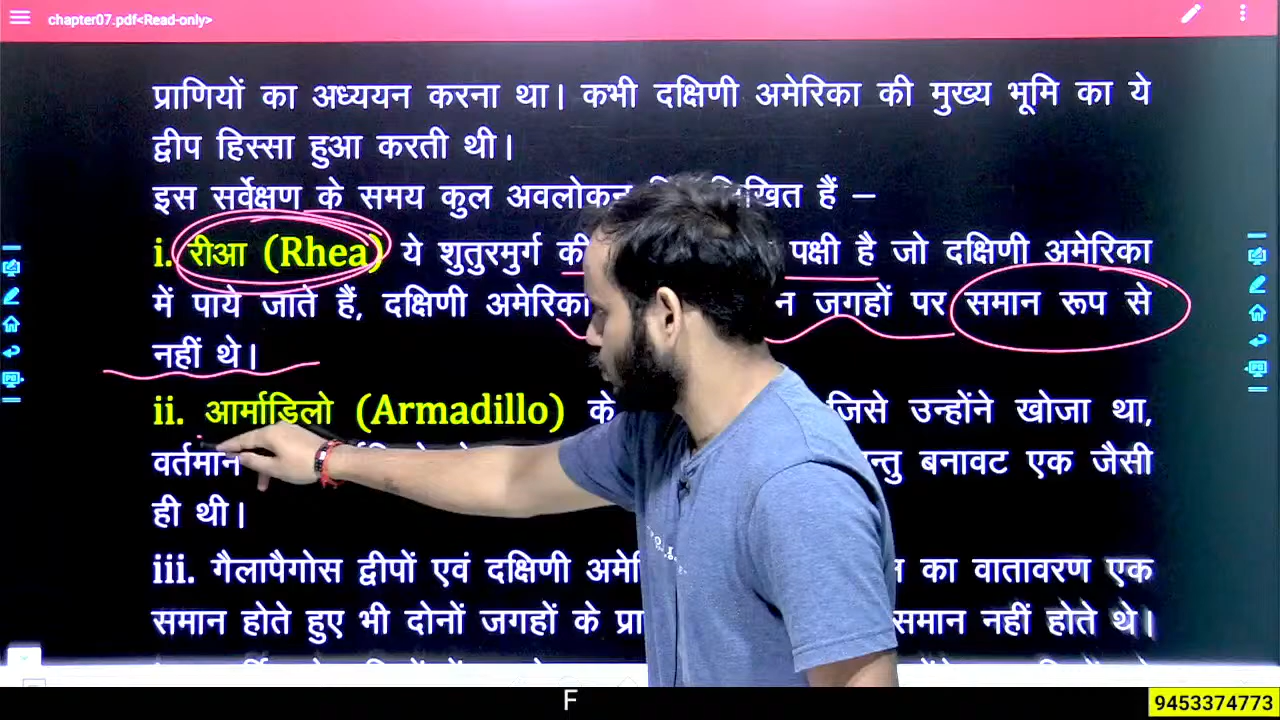 chapter07.pdf<Read-only>
प्राणियों का अध्ययन करना था। कभी दक्षिणी अमेरिका की मुख्य भूमि का ये
द्वीप हिस्सा हुआ करती थी।
इस सर्वेक्षण के समय कुल अवलोकन हैं –
i. रीआ (Rhea) ये शुतुरमुर्ग की पक्षी है जो दक्षिणी अमेरिका
में पाये जाते हैं, दक्षिणी अमेरिका जगहों पर समान रूप से
नहीं थे।
ii. आर्माडिलो (Armadillo) के जिसे उन्होंने खोजा था,
वर्तमान बनावट एक जैसी
ही थी।
iii. गैलापैगोस द्वीपों एवं दक्षिणी का वातावरण एक
समान होते हुए भी दोनों जगहों के समान नहीं होते थे।
F
9453374773